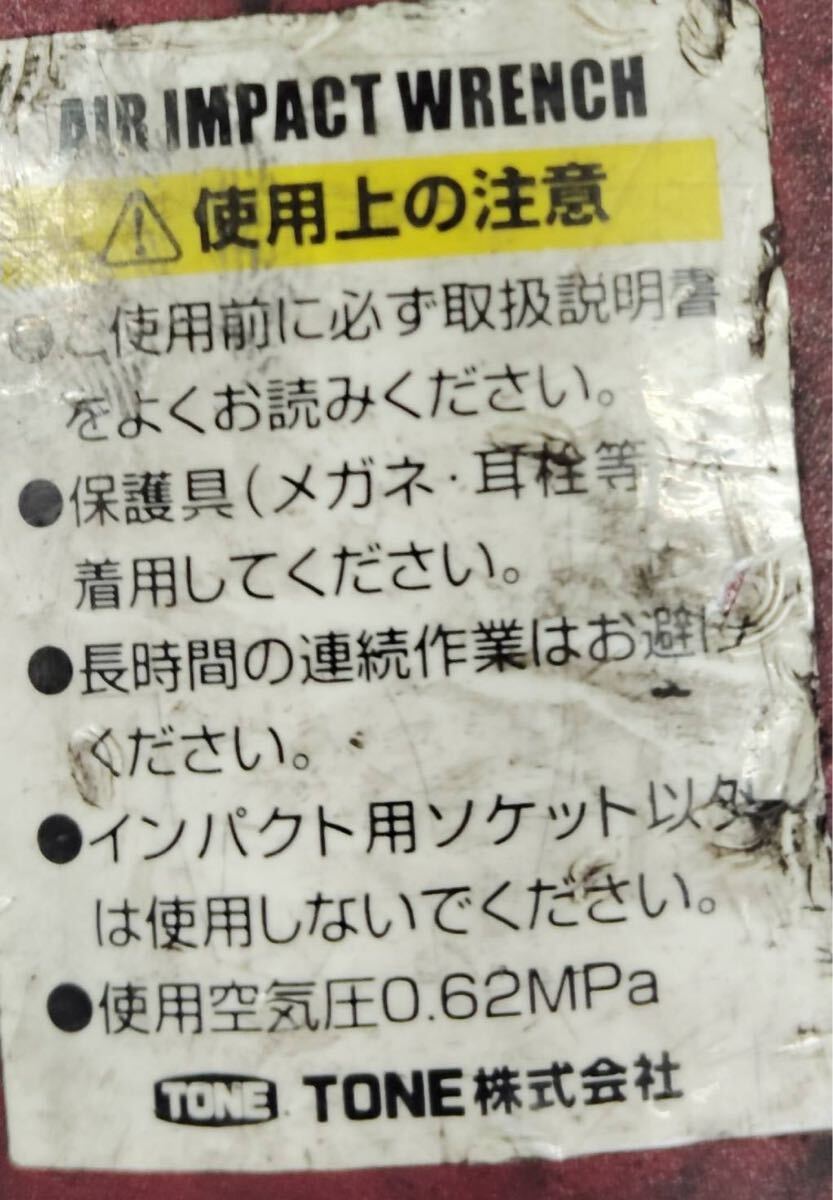 AIR IMPACT WRENCH
使用上の注意
●ご使用前に必ず取扱説明書
をよくお読みください。
●保護具(メガネ・耳栓等)を
着用してください。
●長時間の連続作業はお避け
ください。
●インパクト用ソケット以外
は使用しないでください。
●使用空気圧0.62MPa
TONE TONE株式会社